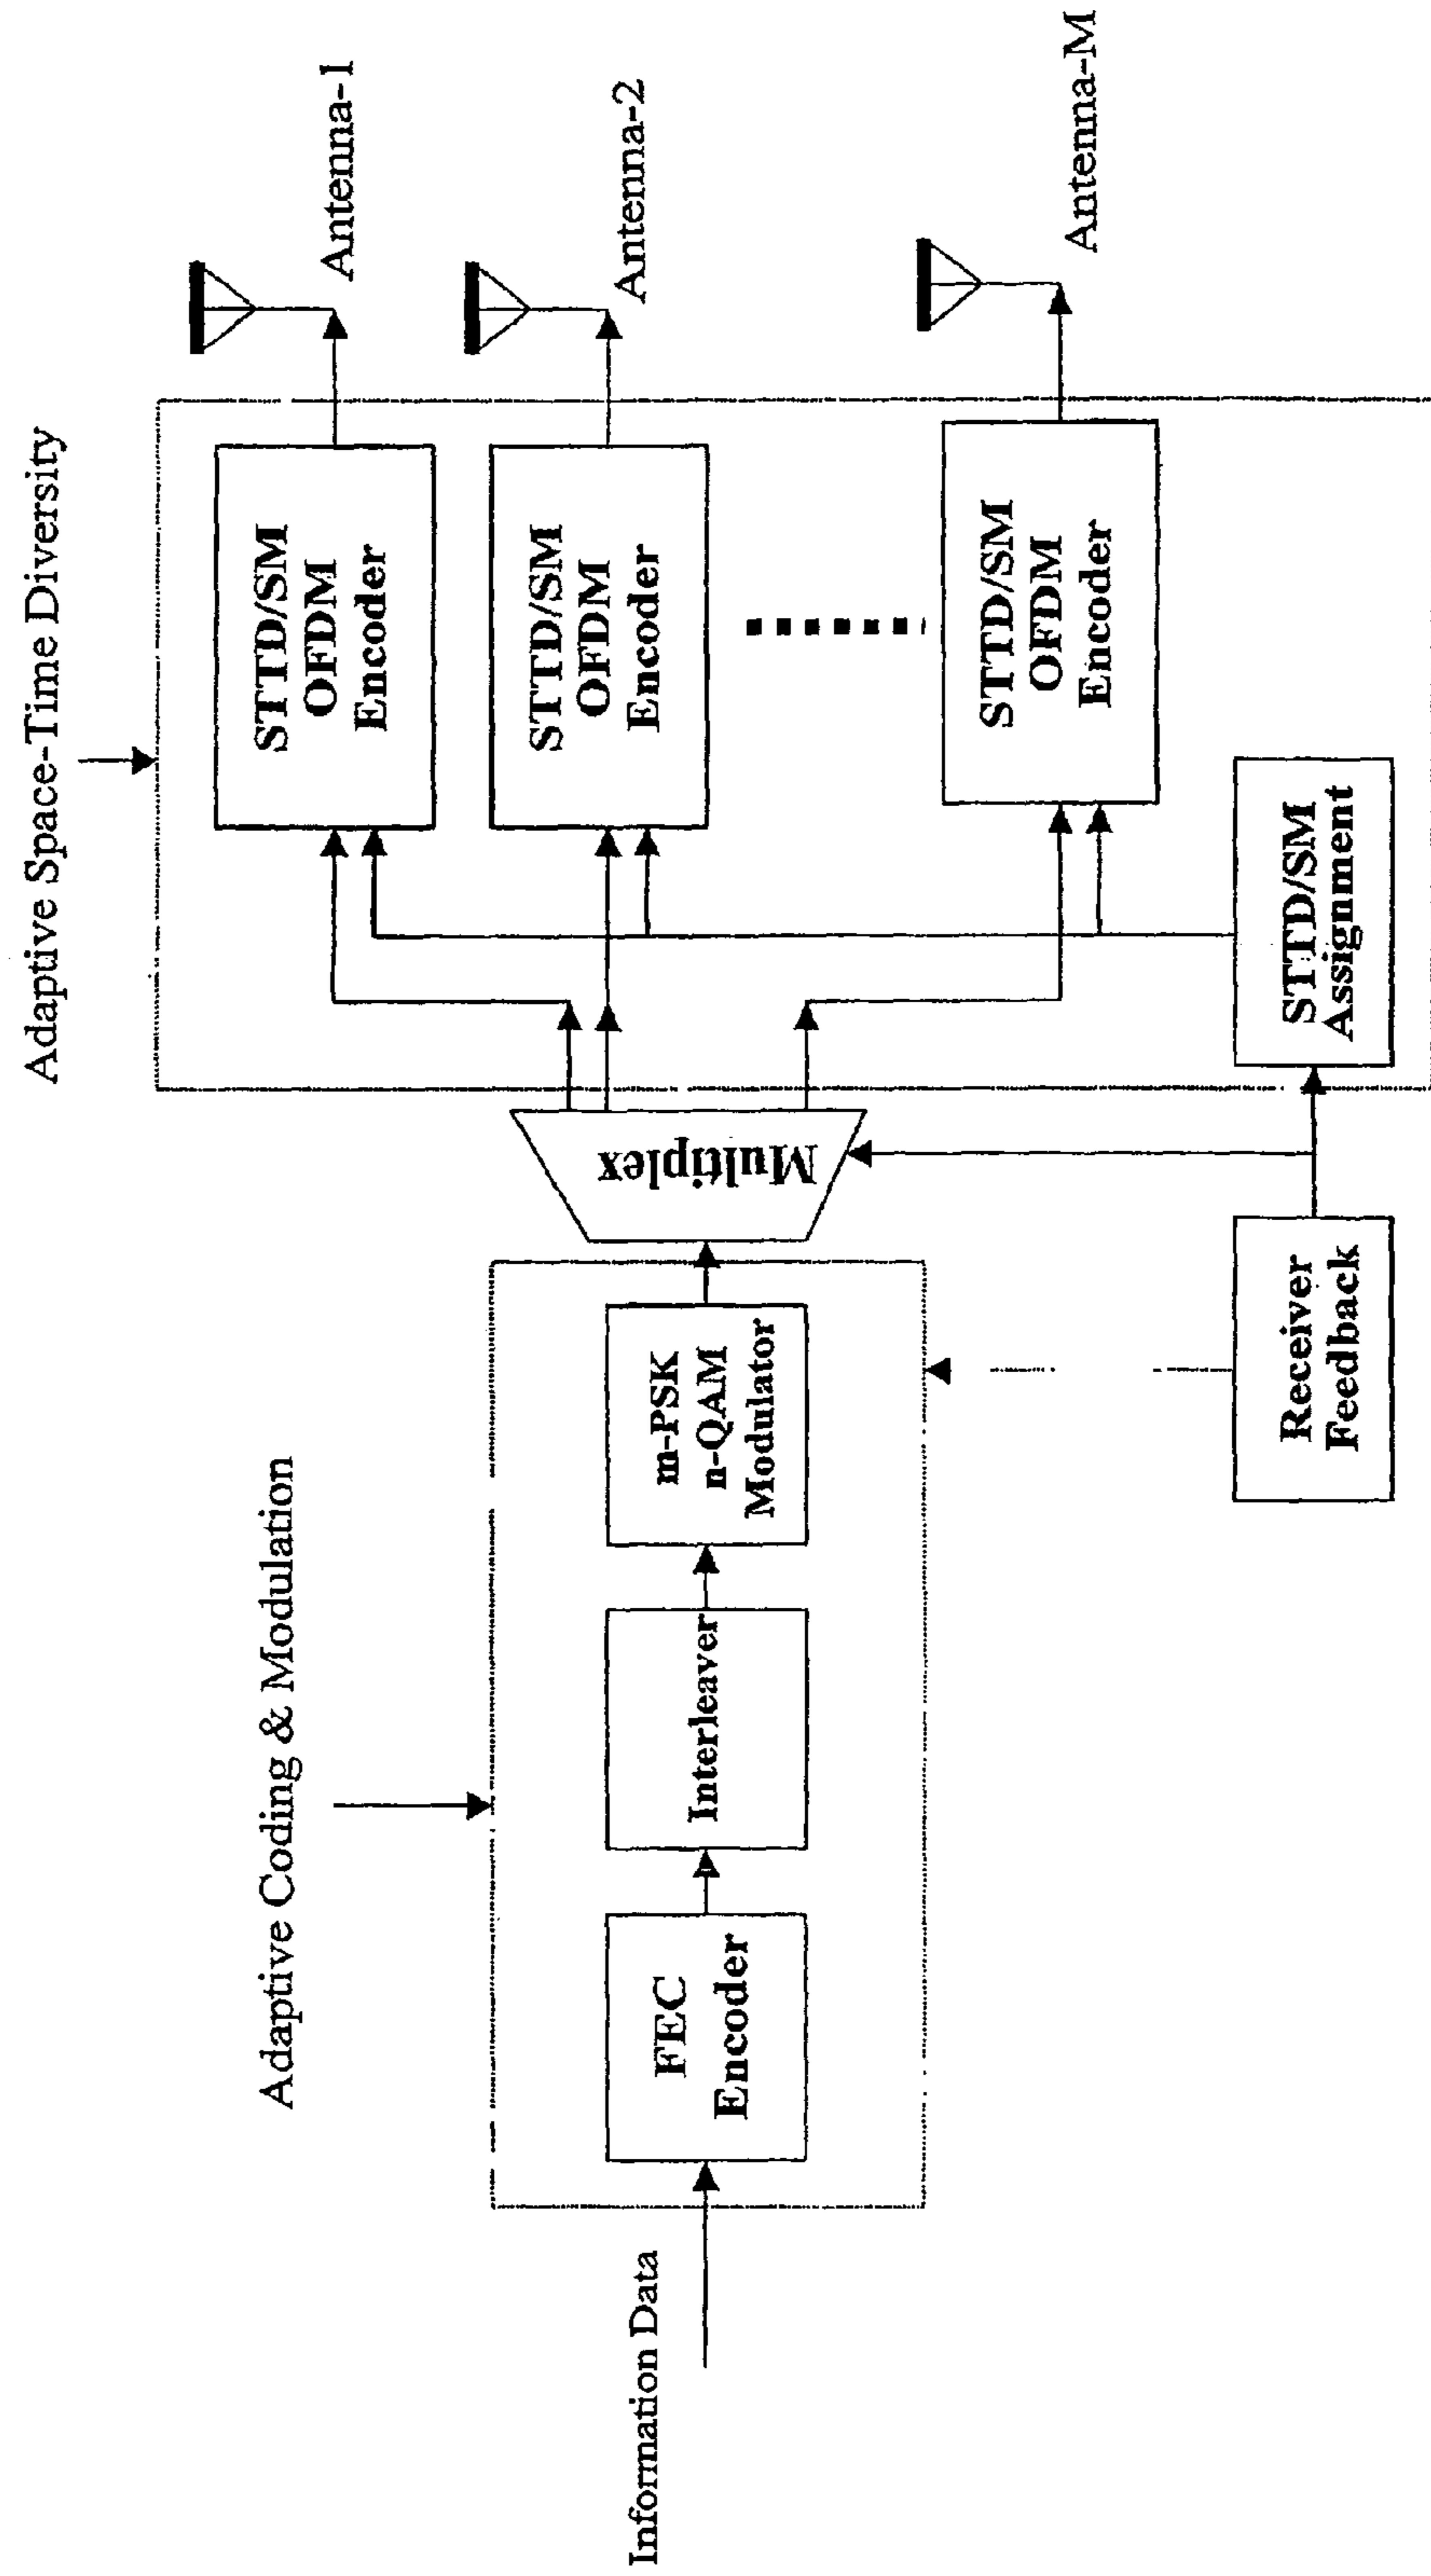 Adaptive Space-Time Diversity
Adaptive Coding & Modulation
Information Data
FEC
Encoder
Interleaver
m-PSK
n-QAM
Modulator
Multiplex
STTD/SM
OFDM
Encoder
Antenna-1
STTD/SM
OFDM
Encoder
Antenna-2
STTD/SM
OFDM
Encoder
Antenna-M
Receiver
Feedback
STTD/SM
Assignment